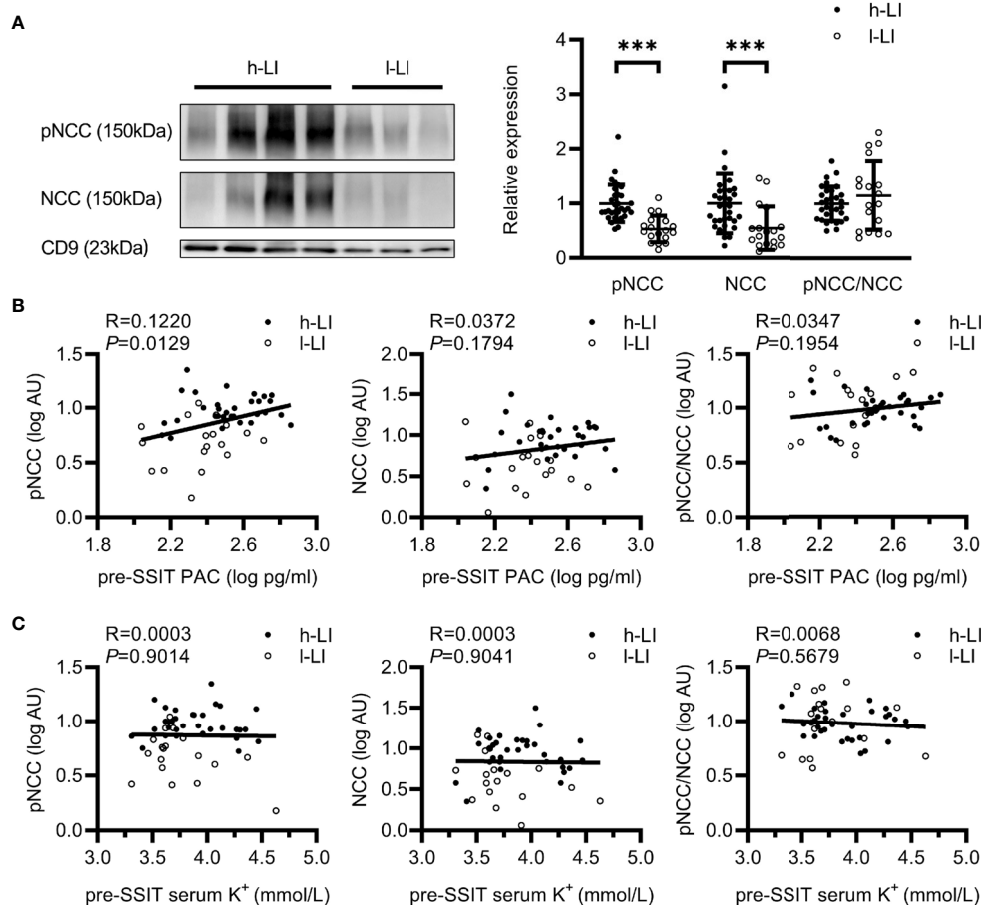 A
h-LI
l-LI
pNCC (150kDa)
NCC (150kDa)
CD9 (23kDa)
h-LI
l-LI
Relative expression
4
3
2
1
0
***
***
pNCC
NCC
pNCC/NCC
B
R=0.1220
P=0.0129
h-LI
l-LI
pNCC (log AU)
1.5
1.0
0.5
0.0
1.8
2.2
2.6
3.0
pre-SSIT PAC (log pg/ml)
R=0.0372
P=0.1794
h-LI
l-LI
NCC (log AU)
2.0
1.5
1.0
0.5
0.0
1.8
2.2
2.6
3.0
pre-SSIT PAC (log pg/ml)
R=0.0347
P=0.1954
h-LI
l-LI
pNCC/NCC (log AU)
1.5
1.0
0.5
0.0
1.8
2.2
2.6
3.0
pre-SSIT PAC (log pg/ml)
C
R=0.0003
P=0.9014
h-LI
l-LI
pNCC (log AU)
1.5
1.0
0.5
0.0
3.0
3.5
4.0
4.5
5.0
pre-SSIT serum K⁺ (mmol/L)
R=0.0003
P=0.9041
h-LI
l-LI
NCC (log AU)
2.0
1.5
1.0
0.5
0.0
3.0
3.5
4.0
4.5
5.0
pre-SSIT serum K⁺ (mmol/L)
R=0.0068
P=0.5679
h-LI
l-LI
pNCC/NCC (log AU)
1.5
1.0
0.5
0.0
3.0
3.5
4.0
4.5
5.0
pre-SSIT serum K⁺ (mmol/L)